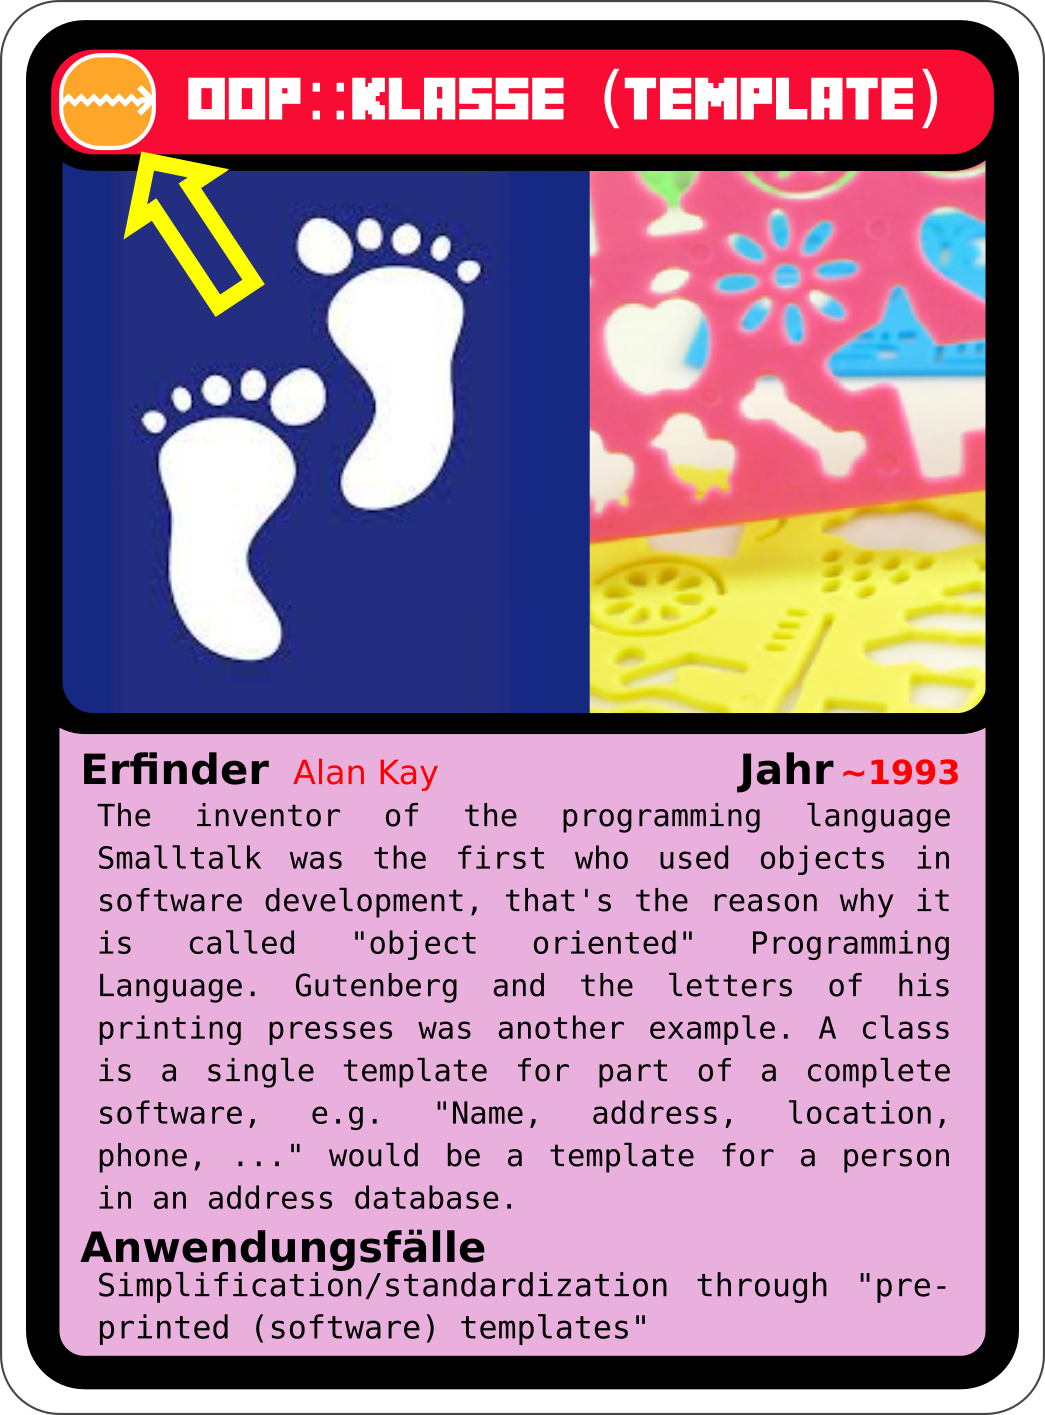 OOP::KLASSE (TEMPLATE)
Erfinder Alan Kay Jahr ~1993
The inventor of the programming language
Smalltalk was the first who used objects in
software development, that's the reason why it
is called "object oriented" Programming
Language. Gutenberg and the letters of his
printing presses was another example. A class
is a single template for part of a complete
software, e.g. "Name, address, location,
phone, ..." would be a template for a person
in an address database.
Anwendungsfälle
Simplification/standardization through "pre-
printed (software) templates"